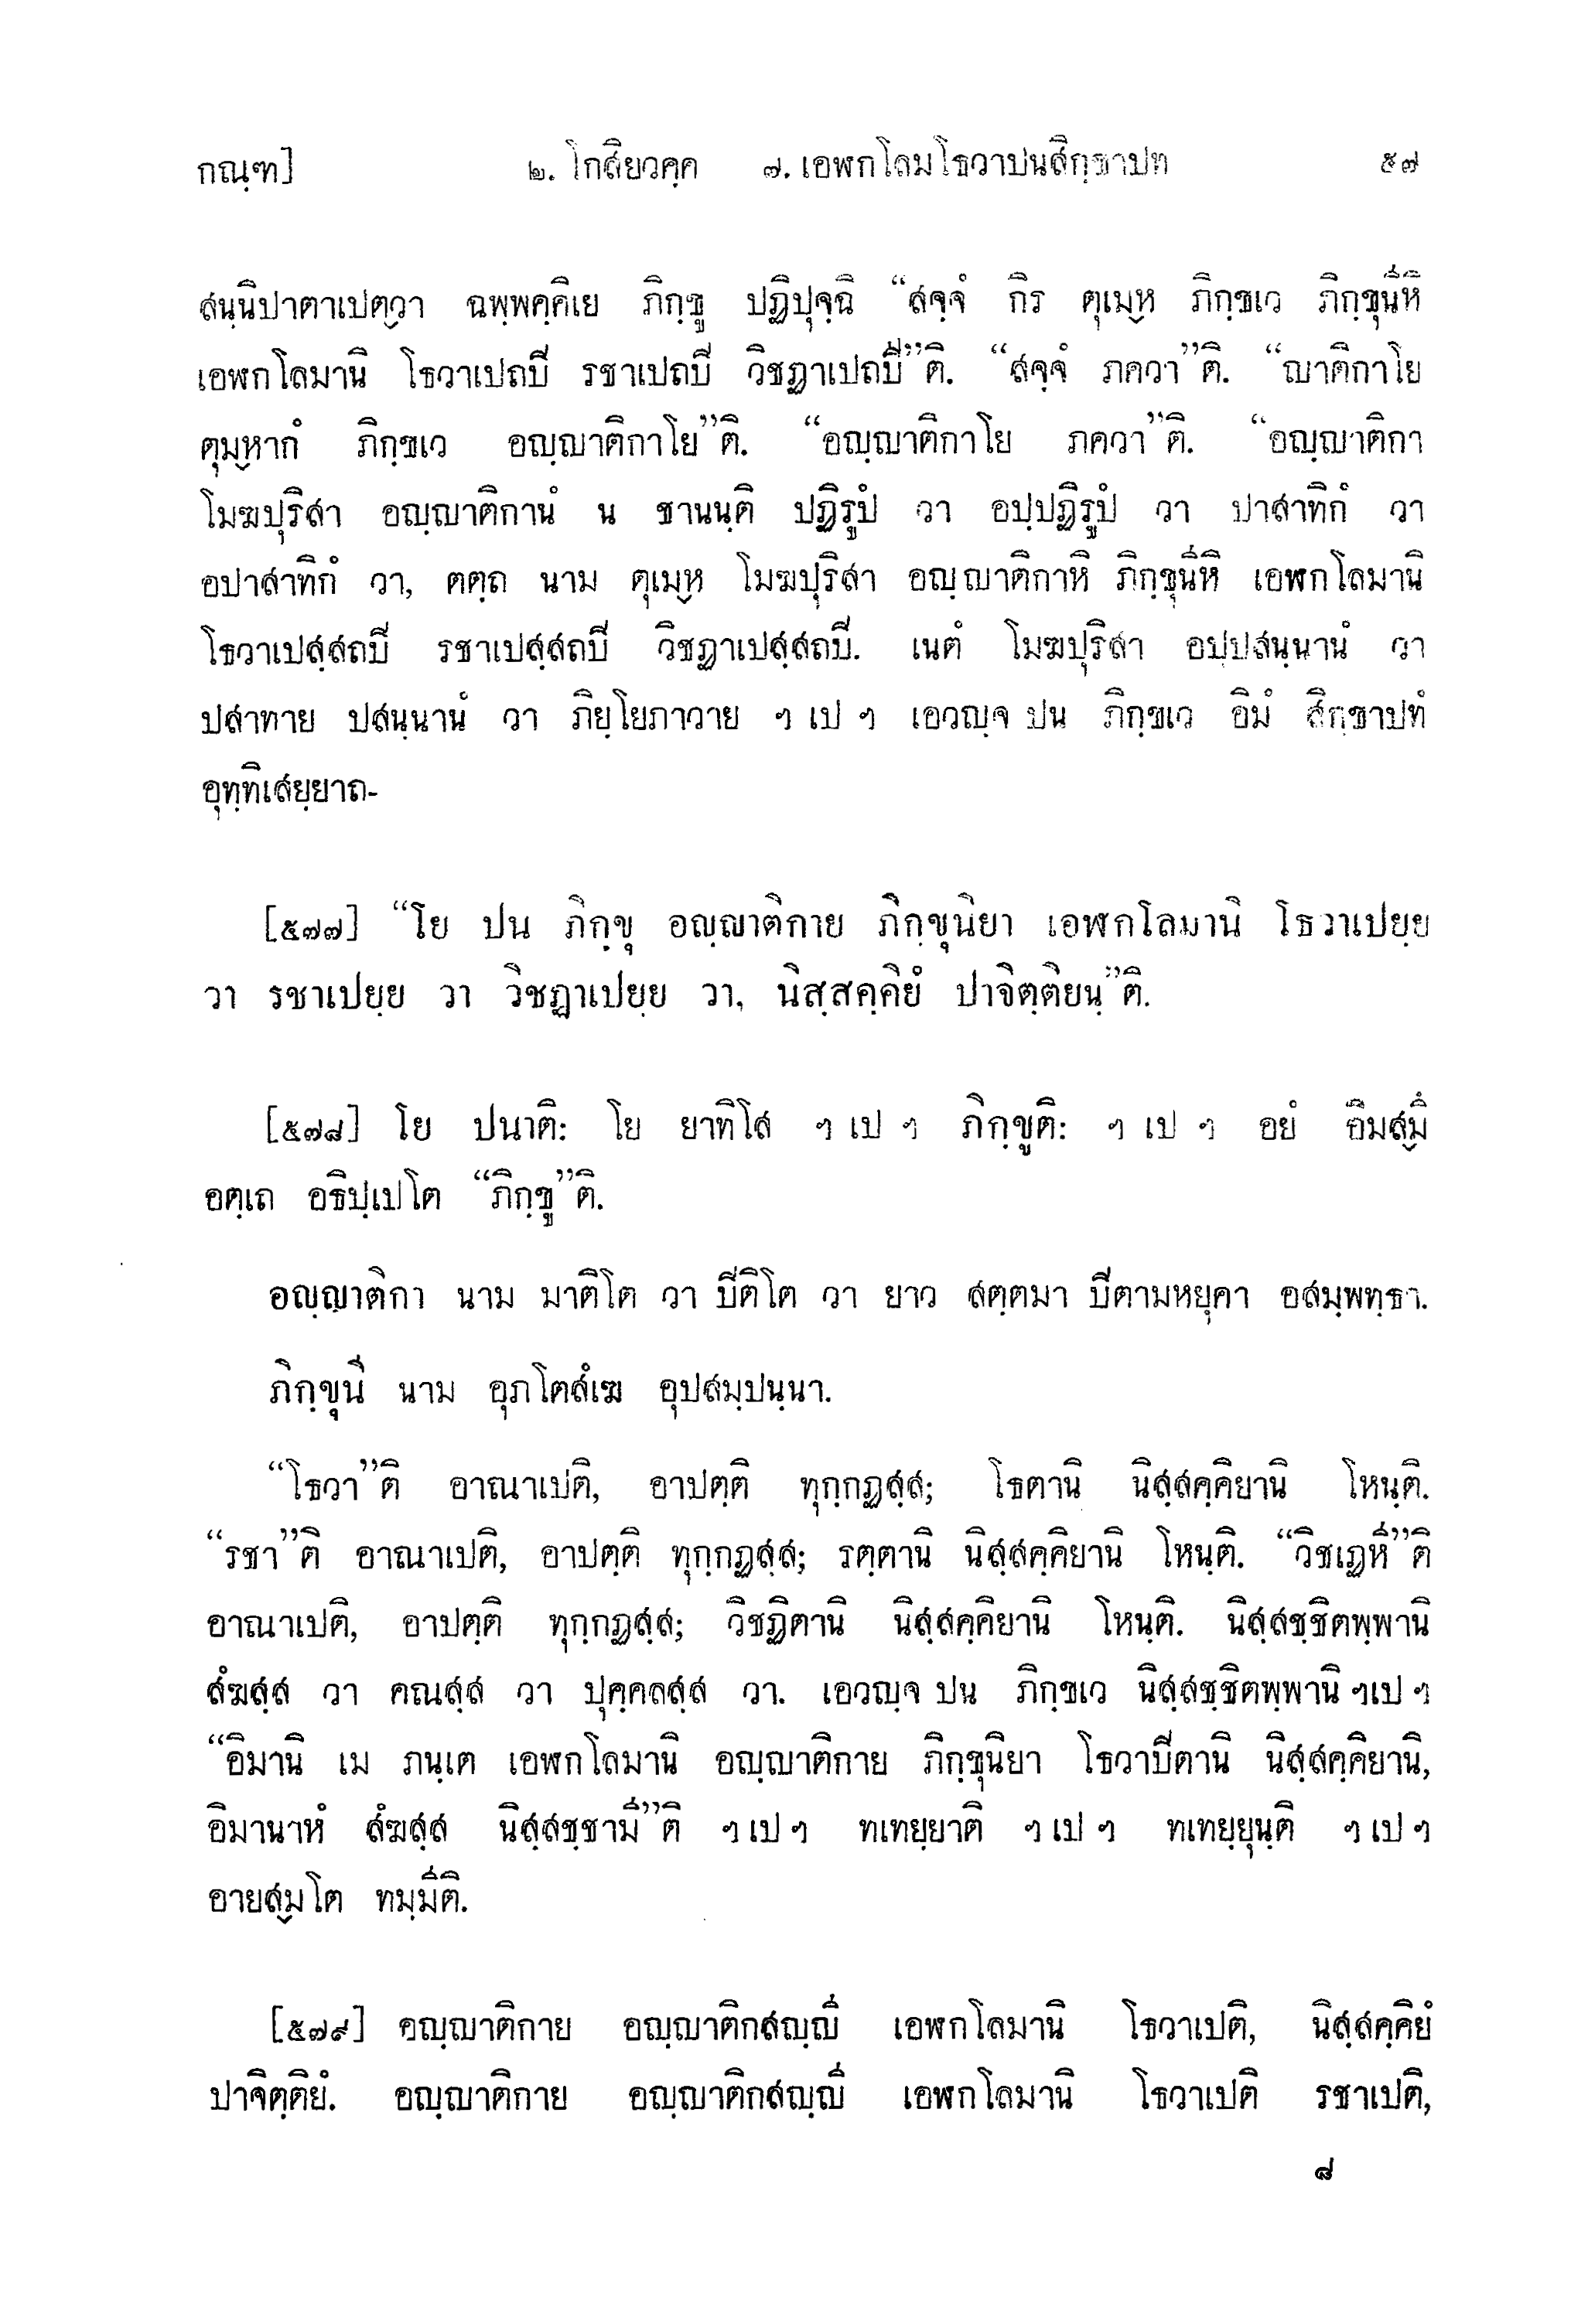 กณฺฑ] ๒. โกสิยวคฺค ๗. เอฬกโลมโธวาปนสิกฺขาปท ๕๗
สนฺนิปาตาเปตฺวา ฉพฺพคฺคิเย ภิกฺขู ปฏิปุจฺฉิ “สจฺจํ กิร ตุเมฺห ภิกฺขเว ภิกฺขุนีหิ
เอฬกโลมานิ โธวาเปถปี รชาเปถปี วิชฏาเปถปี”ติ. “สจฺจํ ภควา”ติ. “ญาติกาโย
ตุมฺหากํ ภิกฺขเว อญฺญาติกาโย”ติ. “อญฺญาติกาโย ภควา”ติ. “อญฺญาติกา
โมฆปุริสา อญฺญาติกานํ น ชานนฺติ ปฏิรูปํ วา อปฺปฏิรูปํ วา ปาสาทิกํ วา
อปาสาทิกํ วา, ตตฺถ นาม ตุเมฺห โมฆปุริสา อญฺญาติกาหิ ภิกฺขุนีหิ เอฬกโลมานิ
โธวาเปสฺสถปี รชาเปสฺสถปี วิชฏาเปสฺสถปี. เนตํ โมฆปุริสา อปฺปสนฺนานํ วา
ปสาทาย ปสนฺนานํ วา ภิยฺโยภาวาย ฯ เป ฯ เอวญฺจ ปน ภิกฺขเว อิมํ สิกฺขาปทํ
อุทฺทิเสยฺยาถ-
[๕๗๗] “โย ปน ภิกฺขุ อญฺญาติกาย ภิกฺขุนิยา เอฬกโลมานิ โธวาเปยฺย
วา รชาเปยฺย วา วิชฏาเปยฺย วา, นิสฺสคฺคิยํ ปาจิตฺติยนฺ”ติ.
[๕๗๘] โย ปนาติ: โย ยาทิโส ฯ เป ฯ ภิกฺขูติ: ฯ เป ฯ อยํ อิมสฺมึ
อตฺเถ อธิปฺเปโต “ภิกฺขู”ติ.
อญฺญาติกา นาม มาติโต วา ปีติโต วา ยาว สตฺตมา ปีตามหยุคา อสมฺพทฺธา.
ภิกฺขุนี นาม อุภโตสํเฆ อุปสมฺปนฺนา.
“โธวา”ติ อาณาเปติ, อาปตฺติ ทุกฺกฏสฺส; โธตานิ นิสฺสคฺคิยานิ โหนฺติ.
“รชา”ติ อาณาเปติ, อาปตฺติ ทุกฺกฏสฺส; รตฺตานิ นิสฺสคฺคิยานิ โหนฺติ. “วิชเฏหี”ติ
อาณาเปติ, อาปตฺติ ทุกฺกฏสฺส; วิชฏิตานิ นิสฺสคฺคิยานิ โหนฺติ. นิสฺสชฺชิตพฺพานิ
สํฆสฺส วา คณสฺส วา ปุคฺคลสฺส วา. เอวญฺจ ปน ภิกฺขเว นิสฺสชฺชิตพฺพานิ ฯเป ฯ
“อิมานิ เม ภนฺเต เอฬกโลมานิ อญฺญาติกาย ภิกฺขุนิยา โธวาปีตานิ นิสฺสคฺคิยานิ,
อิมานาหํ สํฆสฺส นิสฺสชฺชามี”ติ ฯ เป ฯ ทเทยฺยาติ ฯ เป ฯ ทเทยฺยุนฺติ ฯ เป ฯ
อายสฺมโต ทมฺมีติ.
[๕๗๙] อญฺญาติกาย อญฺญาติกสญฺญี เอฬกโลมานิ โธวาเปติ, นิสฺสคฺคิยํ
ปาจิตฺติยํ. อญฺญาติกาย อญฺญาติกสญฺญี เอฬกโลมานิ โธวาเปติ รชาเปติ,
๘